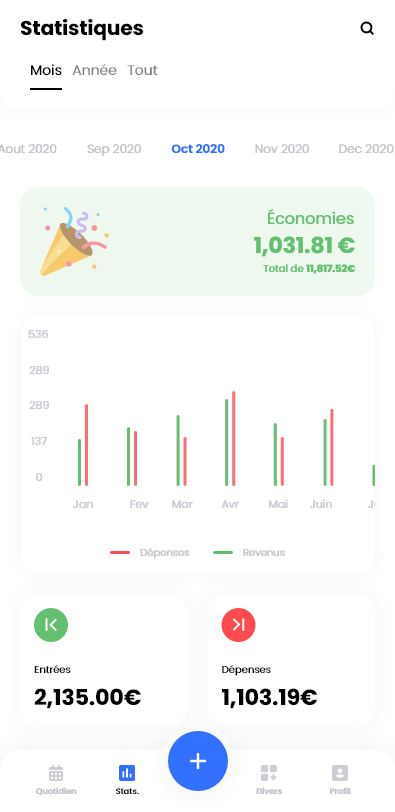 Statistiques
Mois Année Tout
Aout 2020 Sep 2020 Oct 2020 Nov 2020 Dec 2020
Économies
1,031.81 €
Total de 11,817.52€
536
289
289
137
0
Jan Fev Mar Avr Mai Juin
Dépenses Revenus
Entrées Dépenses
2,135.00€ 1,103.19€
Quotidien Stats. Divers Profil